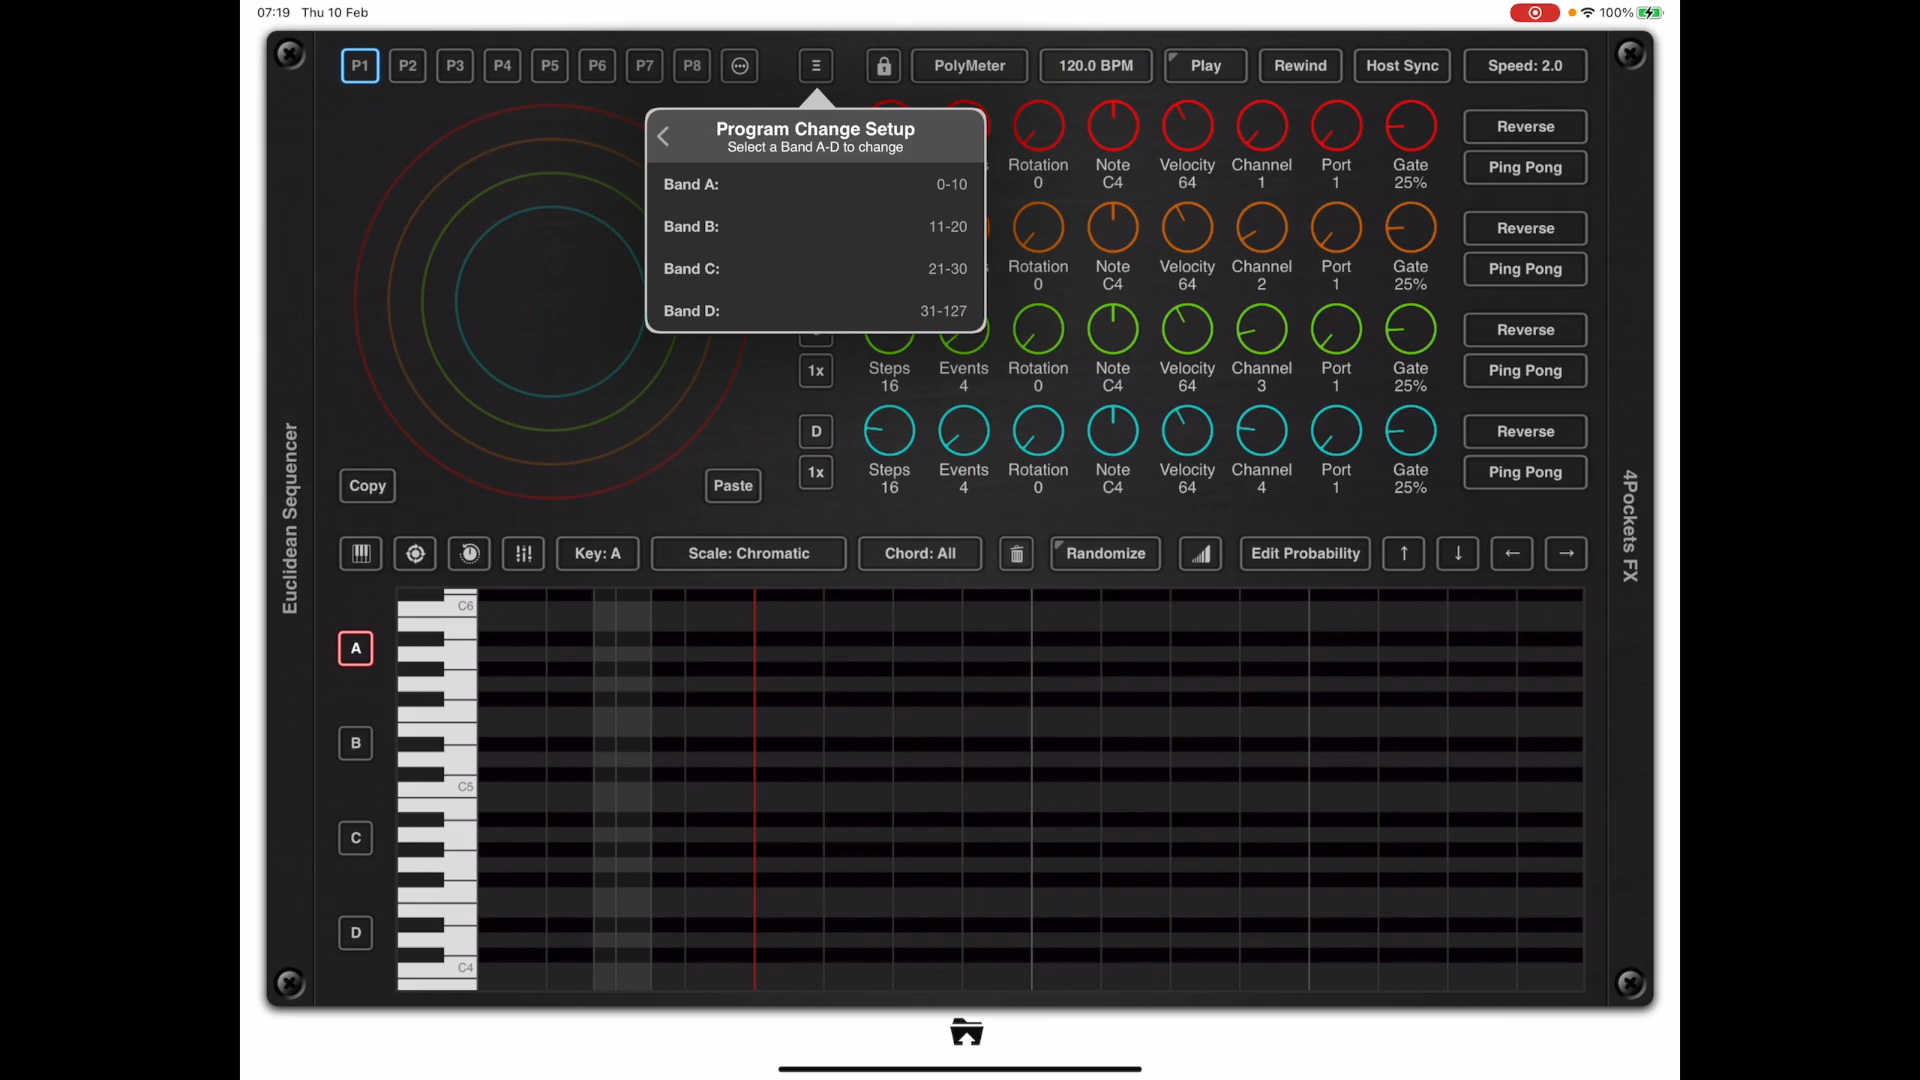 07:19 Thu 10 Feb
100%
P1 P2 P3 P4 P5 P6 P7 P8
PolyMeter 120.0 BPM Play Rewind Host Sync Speed: 2.0
Program Change Setup
Select a Band A-D to change
Band A: 0-10
Band B: 11-20
Band C: 21-30
Band D: 31-127
Rotation Note Velocity Channel Port Gate
0 C4 64 1 1 25%
Reverse
Ping Pong
Rotation Note Velocity Channel Port Gate
0 C4 64 2 1 25%
Reverse
Ping Pong
1x
Steps Events Rotation Note Velocity Channel Port Gate
16 4 0 C4 64 3 1 25%
Reverse
Ping Pong
D
1x
Steps Events Rotation Note Velocity Channel Port Gate
16 4 0 C4 64 4 1 25%
Reverse
Ping Pong
Copy Paste
Euclidean Sequencer
4Pockets FX
Key: A Scale: Chromatic Chord: All Randomize Edit Probability ↑ ↓ ← →
C6
A
B
C5
C
D
C4